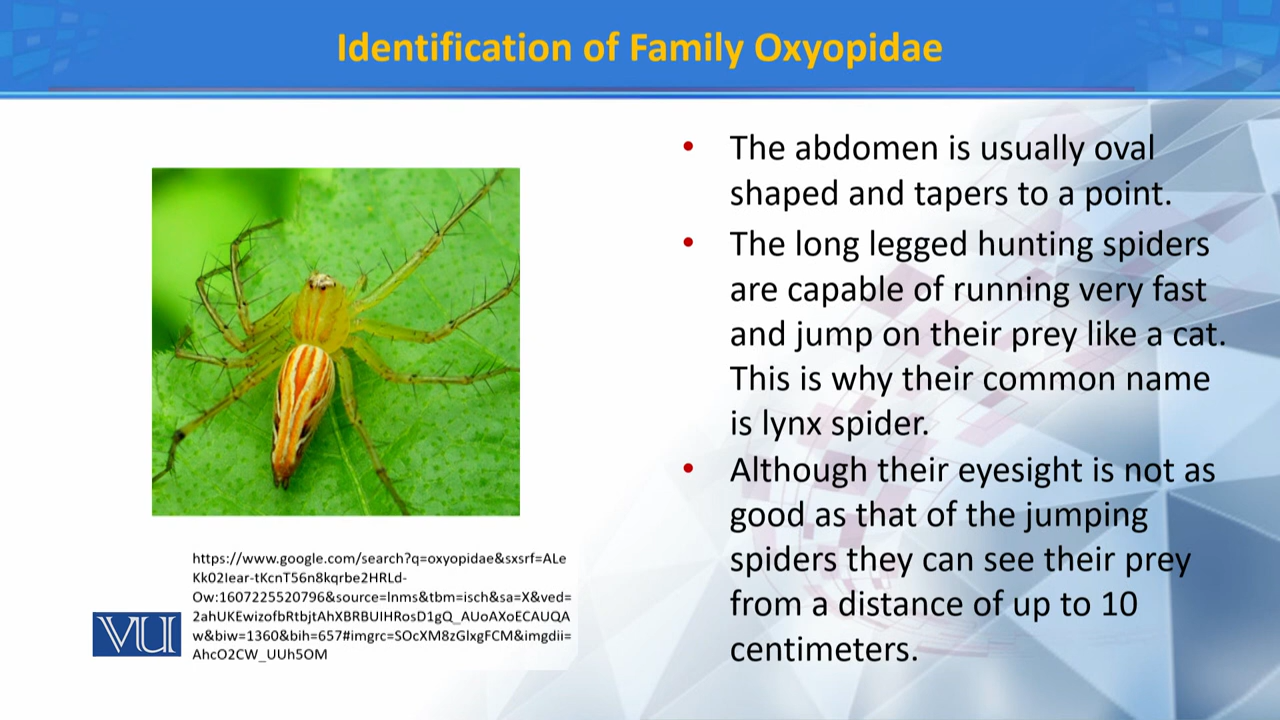 Identification of Family Oxyopidae
• The abdomen is usually oval
shaped and tapers to a point.
• The long legged hunting spiders
are capable of running very fast
and jump on their prey like a cat.
This is why their common name
is lynx spider.
• Although their eyesight is not as
good as that of the jumping
spiders they can see their prey
from a distance of up to 10
centimeters.
https://www.google.com/search?q=oxyopidae&sxsrf=ALe
Kk02Iear-tKcnT56n8kqrbe2HRLd-
Ow:1607225520796&source=lnms&tbm=isch&sa=X&ved=
2ahUKEwizofbRtbjtAhXBRBUIHRosD1gQ_AUoAXoECAUQA
w&biw=1360&bih=657#imgrc=SOcXM8zGlxgFCM&imgdii=
AhcO2CW_UUh5OM
VU